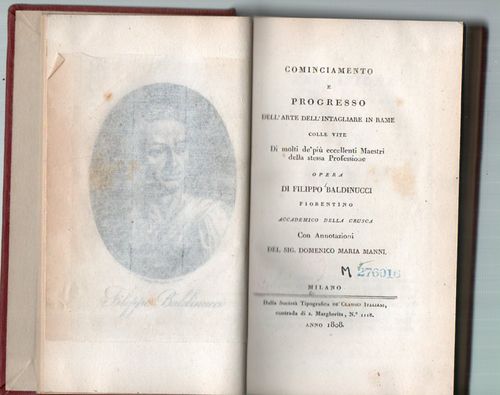 Filippo Baldinucci
COMINCIAMENTO
E
PROGRESSO
DELL'ARTE DELL'INTAGLIARE IN RAME
COLLE VITE
Di molti de' più eccellenti Maestri
della stessa Professione
OPERA
DI FILIPPO BALDINUCCI
FIORENTINO
ACCADEMICO DELLA CRUSCA
Con Annotazioni
DEL SIG. DOMENICO MARIA MANNI.
M 276016
MILANO
Dalla Società Tipografica DE' CLASSICI ITALIANI,
contrada di s. Margherita, N.° 1118.
ANNO 1808.